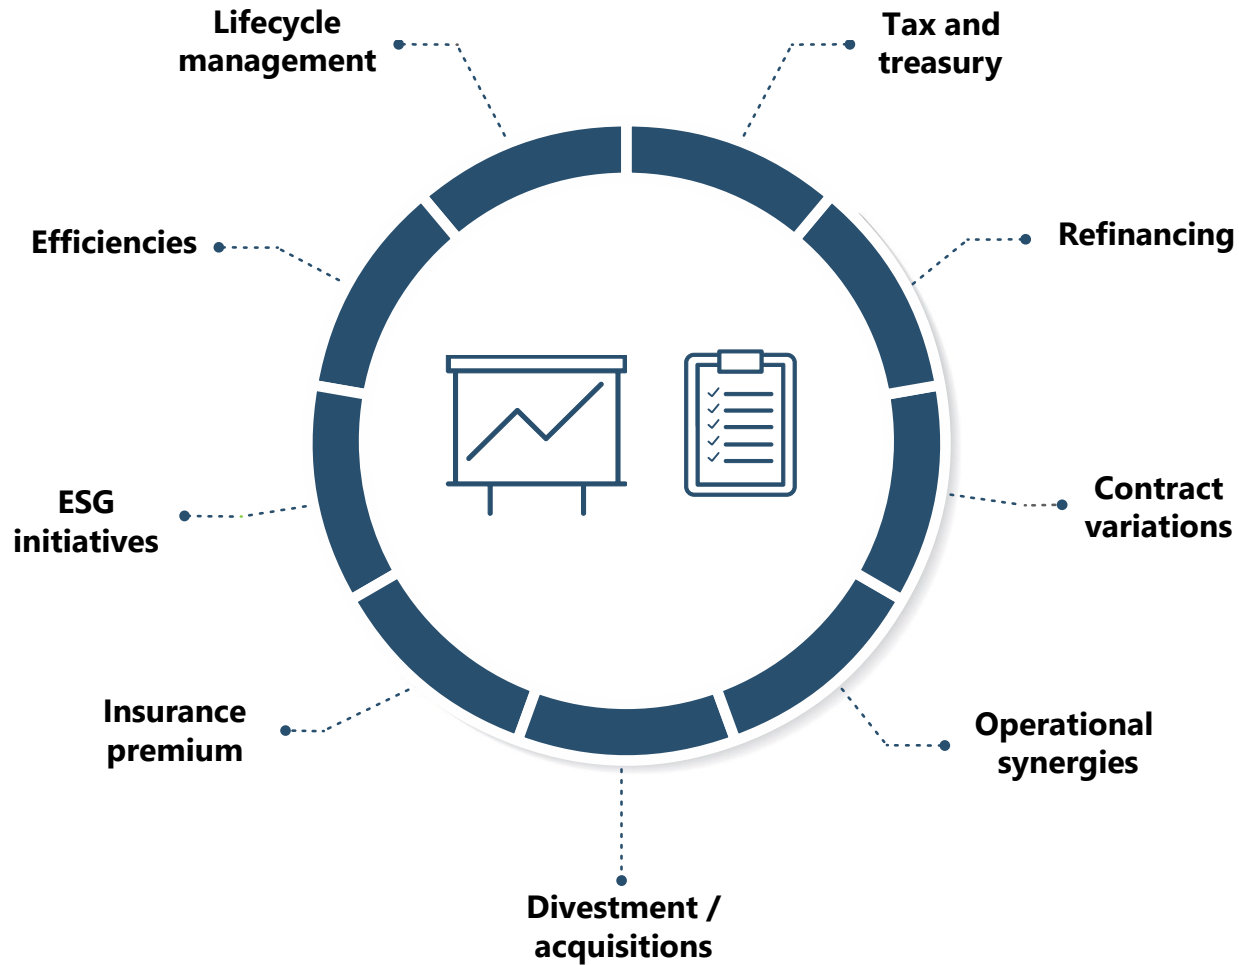 Lifecycle
management
Tax and
treasury
Efficiencies
Refinancing
ESG
initiatives
Contract
variations
Insurance
premium
Operational
synergies
Divestment /
acquisitions